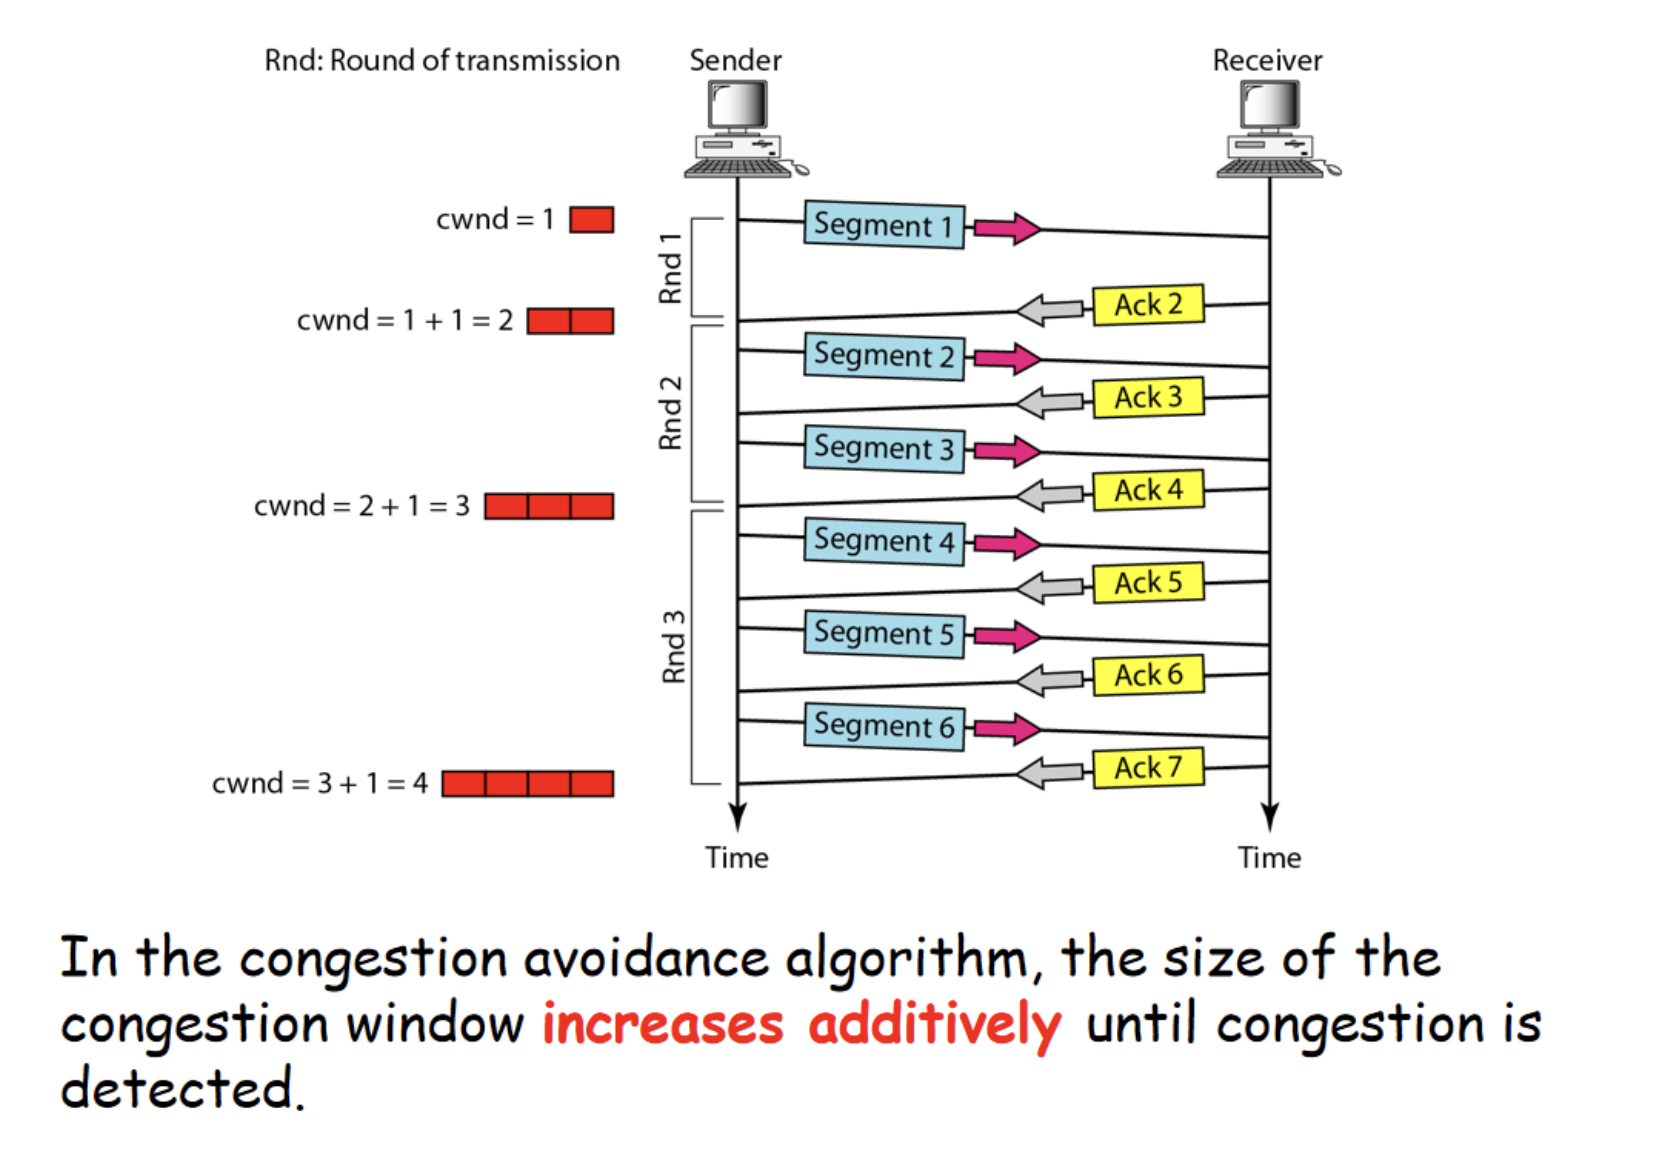 Rnd: Round of transmission
Sender
Receiver
cwnd = 1
Rnd 1
Segment 1
Ack 2
cwnd = 1 + 1 = 2
Rnd 2
Segment 2
Ack 3
Segment 3
Ack 4
cwnd = 2 + 1 = 3
Rnd 3
Segment 4
Ack 5
Segment 5
Ack 6
Segment 6
Ack 7
cwnd = 3 + 1 = 4
Time
Time
In the congestion avoidance algorithm, the size of the
congestion window increases additively until congestion is
detected.